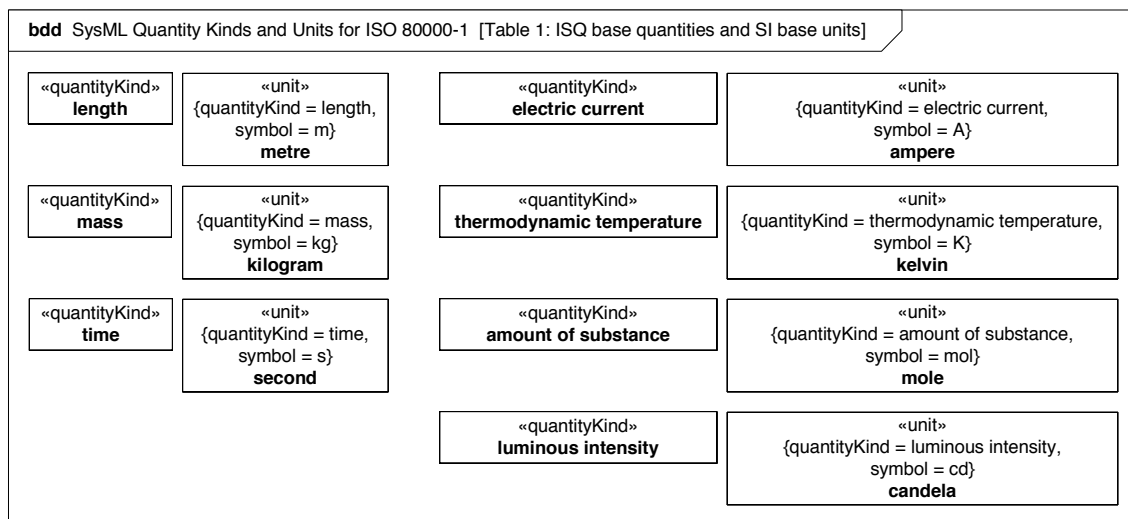 bdd SysML Quantity Kinds and Units for ISO 80000-1 [Table 1: ISQ base quantities and SI base units]
«quantityKind»
length
«unit»
{quantityKind = length,
symbol = m}
metre
«quantityKind»
electric current
«unit»
{quantityKind = electric current,
symbol = A}
ampere
«quantityKind»
mass
«unit»
{quantityKind = mass,
symbol = kg}
kilogram
«quantityKind»
thermodynamic temperature
«unit»
{quantityKind = thermodynamic temperature,
symbol = K}
kelvin
«quantityKind»
time
«unit»
{quantityKind = time,
symbol = s}
second
«quantityKind»
amount of substance
«unit»
{quantityKind = amount of substance,
symbol = mol}
mole
«quantityKind»
luminous intensity
«unit»
{quantityKind = luminous intensity,
symbol = cd}
candela